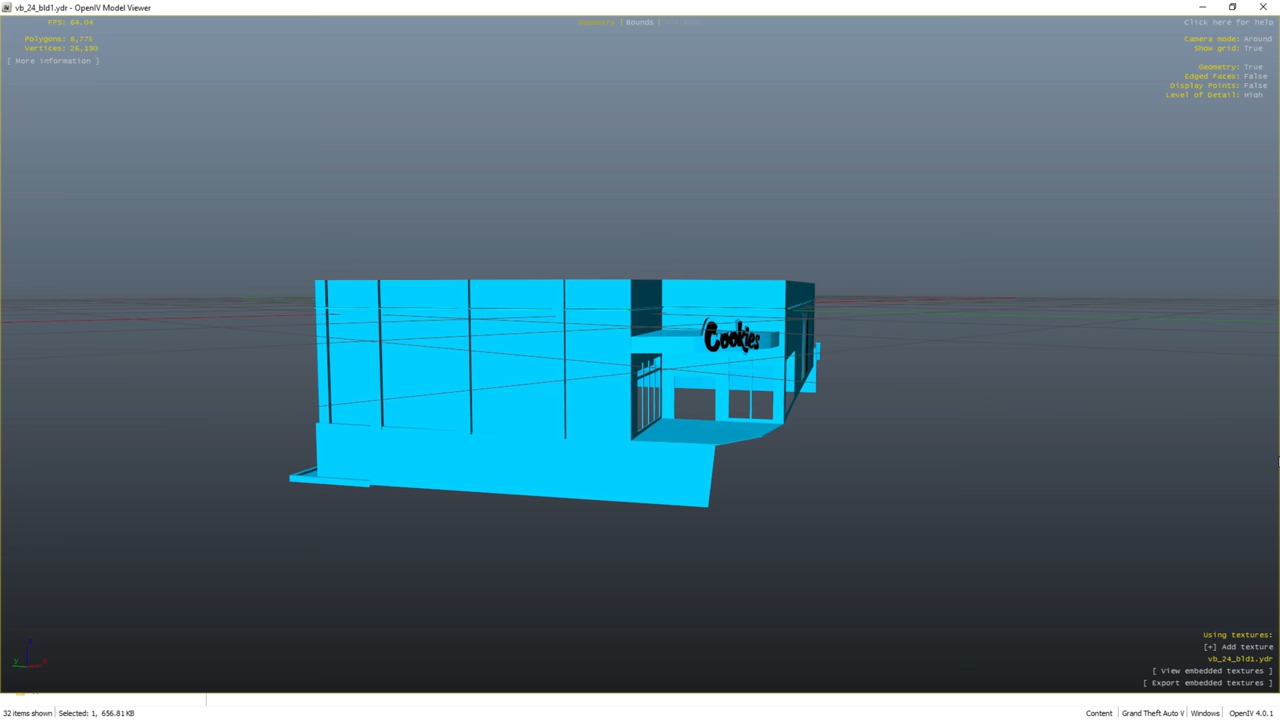 vb_24_bld1.ydr - OpenIV Model Viewer
FPS: 64.04
Geometry | Bounds |
Click here for help
Polygons: 8,775
Vertices: 26,190
[ More information ]
Camera mode: Around
Show grid: True
Geometry: True
Edged Faces: False
Display Points: False
Level of Detail: High
Cookies
z
y
x
Using textures:
[+] Add texture
vb_24_bld1.ydr
[ View embedded textures ]
[ Export embedded textures ]
32 items shown
Selected: 1, 656.81 KB
Content
Grand Theft Auto V
Windows
OpenIV 4.0.1